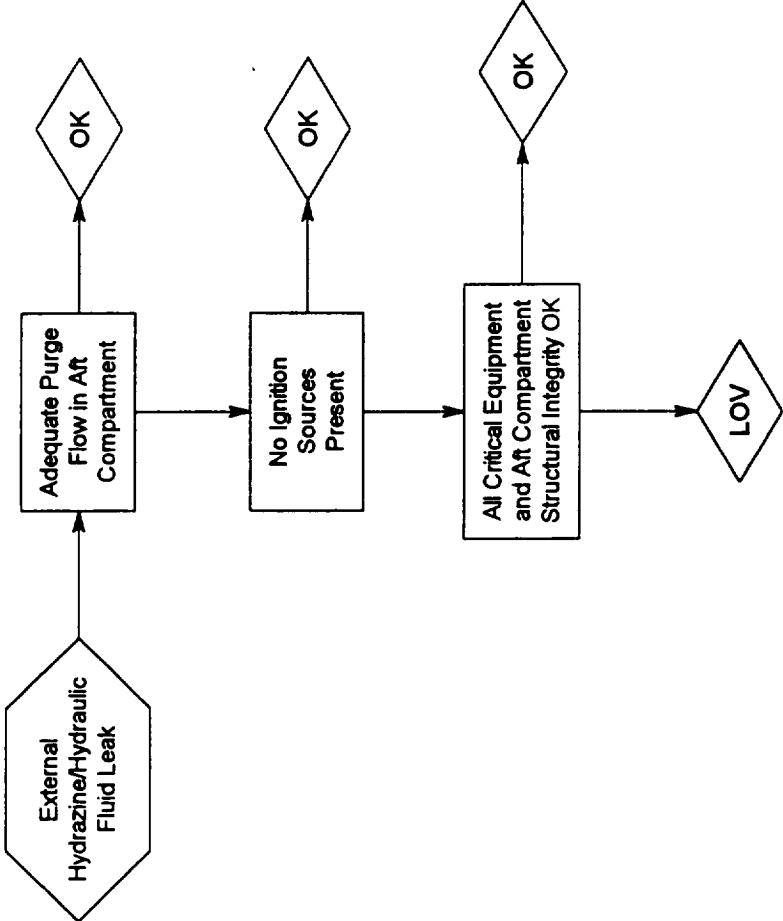 External
Hydrazine/Hydraulic
Fluid Leak
Adequate Purge
Flow in Aft
Compartment
OK
No Ignition
Sources
Present
OK
All Critical Equipment
and Aft Compartment
Structural Integrity OK
OK
LOV